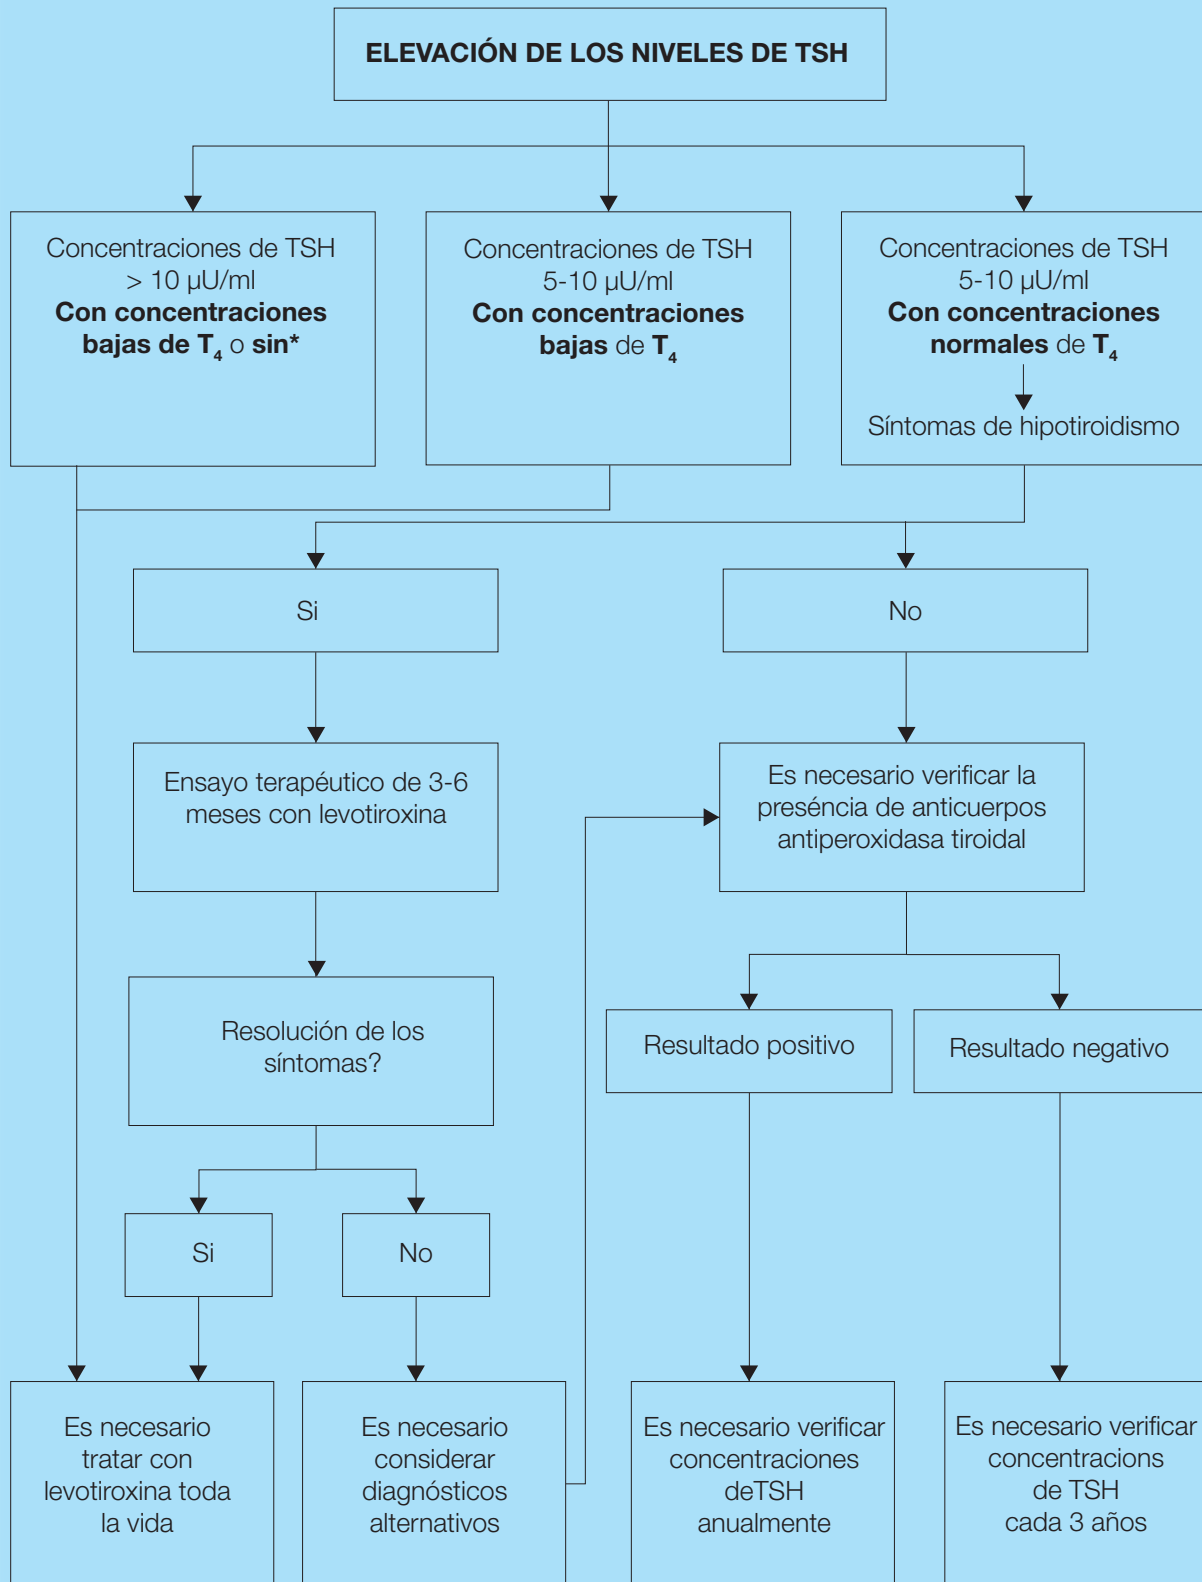 ELEVACIÓN DE LOS NIVELES DE TSH
Concentraciones de TSH
> 10 µU/ml
Con concentraciones
bajas de T₄ o sin*
Concentraciones de TSH
5-10 µU/ml
Con concentraciones
bajas de T₄
Concentraciones de TSH
5-10 µU/ml
Con concentraciones
normales de T₄
Síntomas de hipotiroidismo
Si
No
Ensayo terapéutico de 3-6
meses con levotiroxina
Es necesario verificar la
preséncia de anticuerpos
antiperoxidasa tiroidal
Resolución de los
síntomas?
Resultado positivo
Resultado negativo
Si
No
Es necesario
tratar con
levotiroxina toda
la vida
Es necesario
considerar
diagnósticos
alternativos
Es necesario verificar
concentraciones
deTSH
anualmente
Es necesario verificar
concentracions
de TSH
cada 3 años